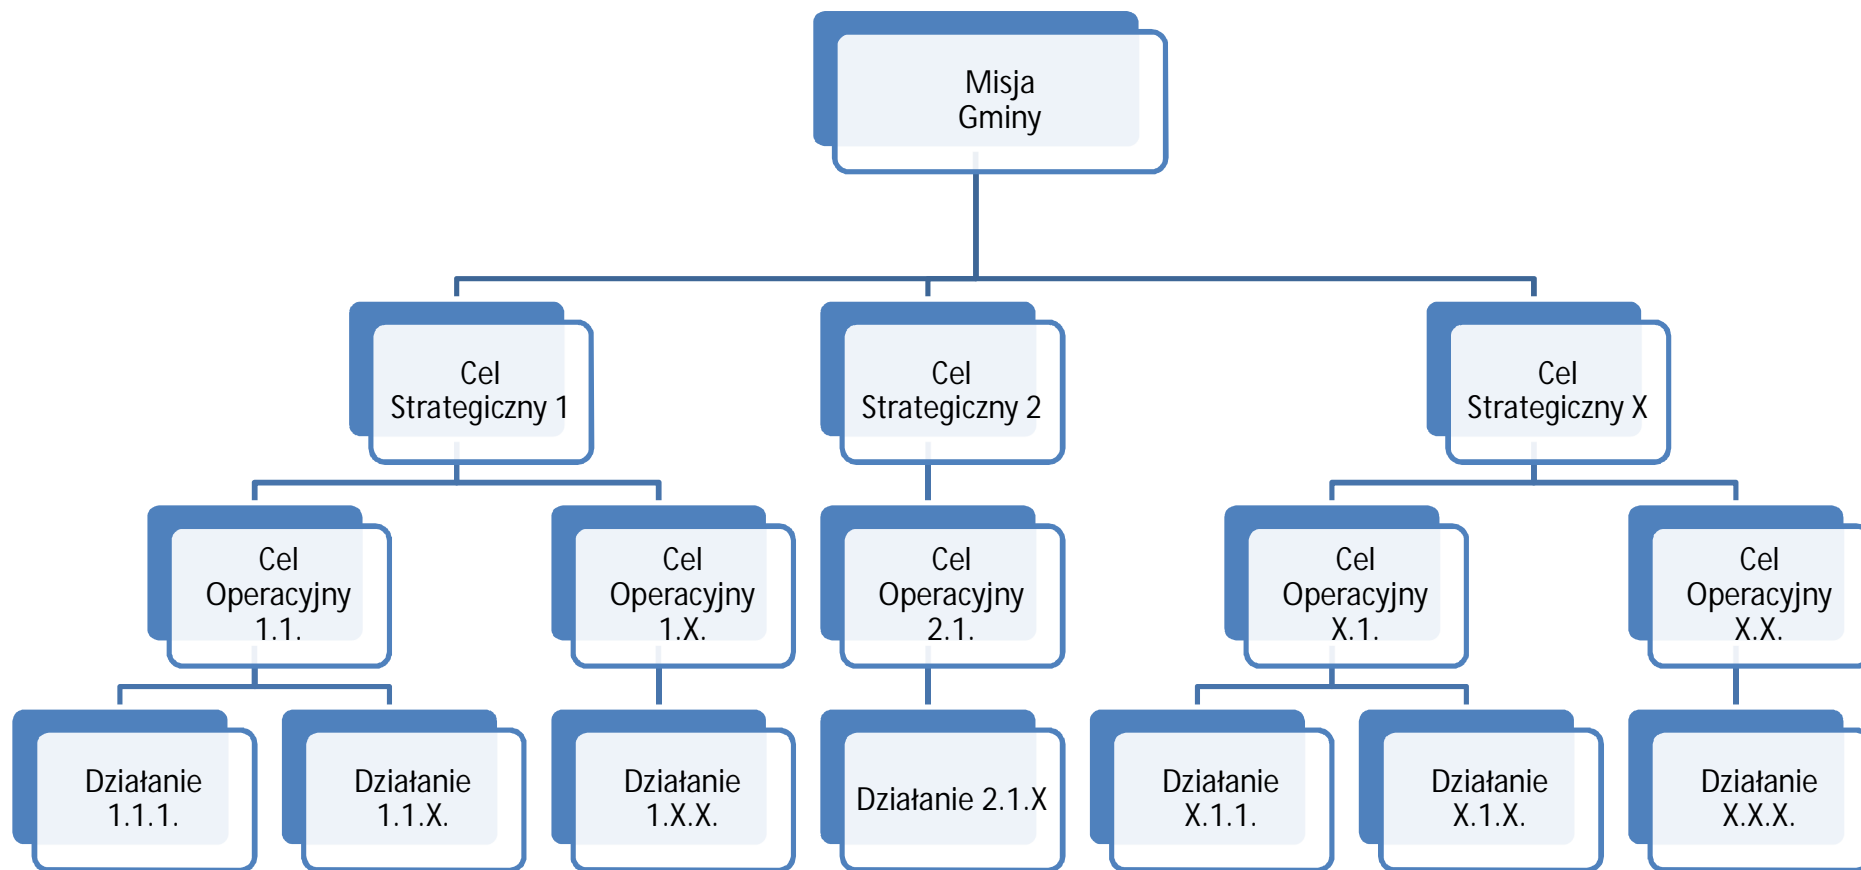 Misja
Gminy
Cel
Strategiczny 1
Cel
Strategiczny 2
Cel
Strategiczny X
Cel
Operacyjny
1.1.
Cel
Operacyjny
1.X.
Cel
Operacyjny
2.1.
Cel
Operacyjny
X.1.
Cel
Operacyjny
X.X.
Działanie
1.1.1.
Działanie
1.1.X.
Działanie
1.X.X.
Działanie 2.1.X
Działanie
X.1.1.
Działanie
X.1.X.
Działanie
X.X.X.